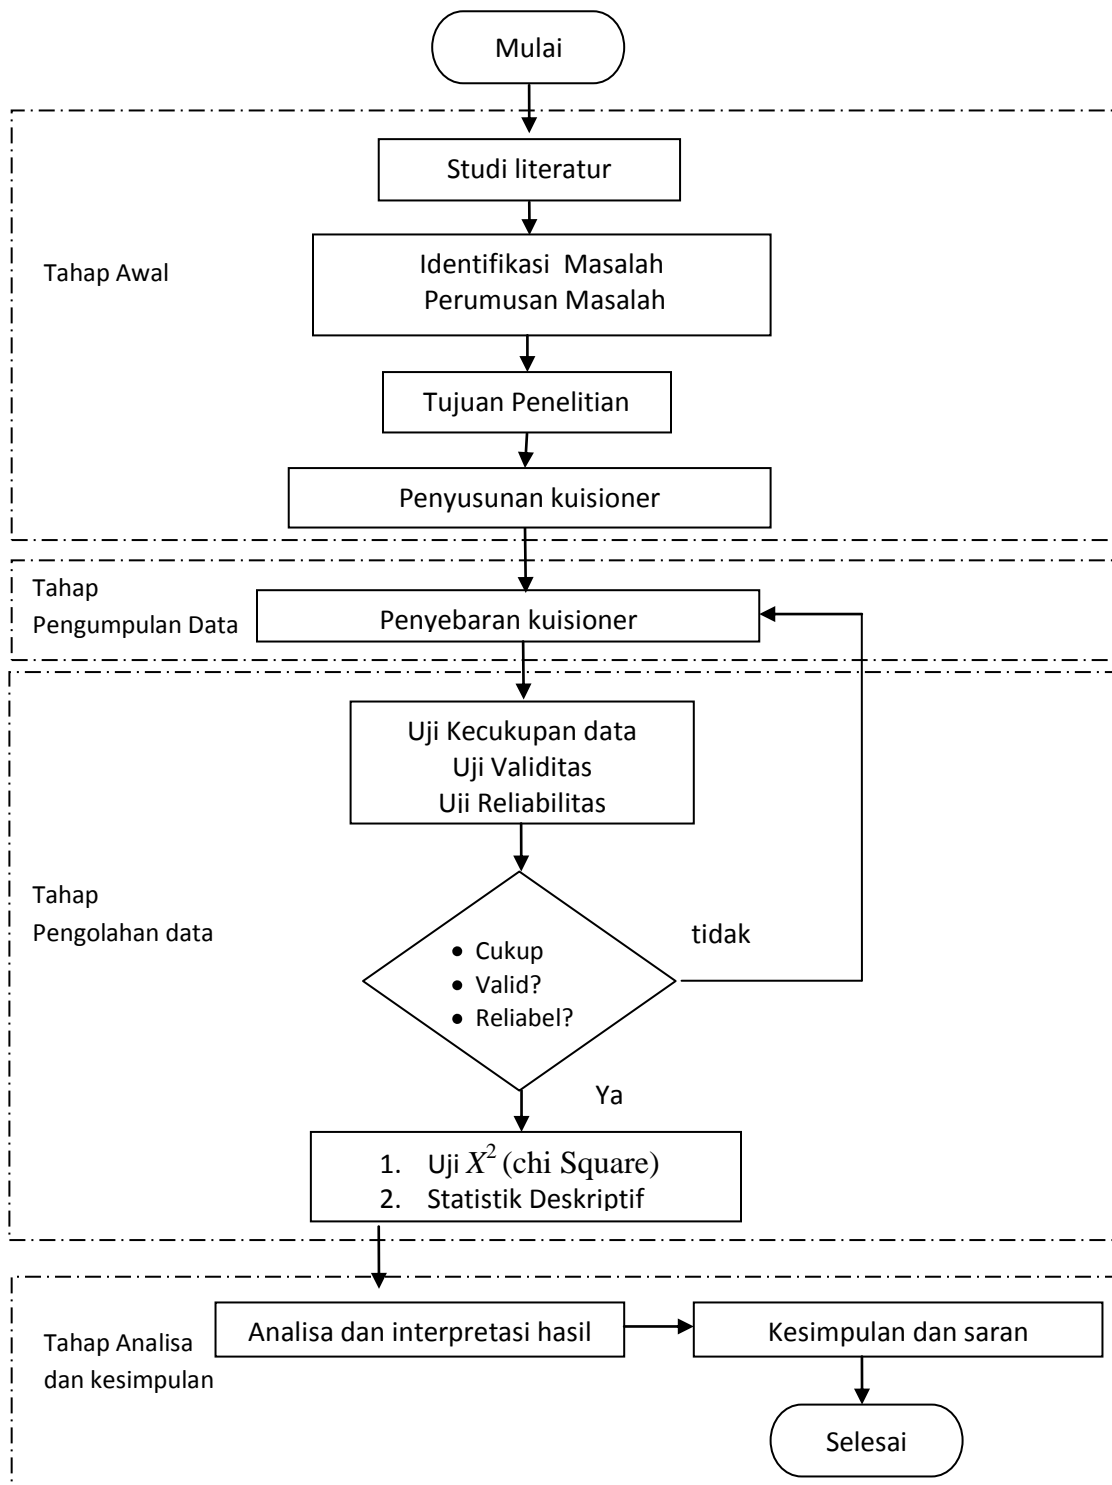 Mulai
Studi literatur
Tahap Awal
Identifikasi Masalah
Perumusan Masalah
Tujuan Penelitian
Penyusunan kuisioner
Tahap
Pengumpulan Data
Penyebaran kuisioner
Uji Kecukupan data
Uji Validitas
Uji Reliabilitas
Tahap
Pengolahan data
• Cukup
• Valid?
• Reliabel?
tidak
Ya
1. Uji X² (chi Square)
2. Statistik Deskriptif
Tahap Analisa
dan kesimpulan
Analisa dan interpretasi hasil
Kesimpulan dan saran
Selesai